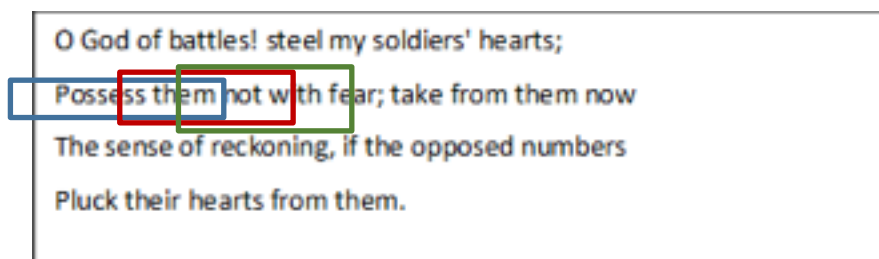 O God of battles! steel my soldiers' hearts;
Possess them not with fear; take from them now
The sense of reckoning, if the opposed numbers
Pluck their hearts from them.